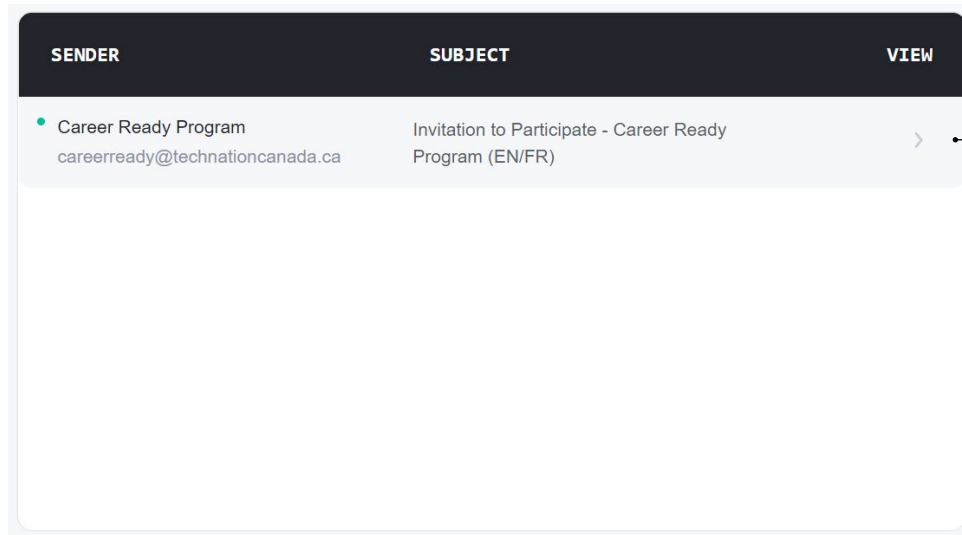 SENDER SUBJECT VIEW
Career Ready Program
careerready@technationcanada.ca
Invitation to Participate - Career Ready
Program (EN/FR)